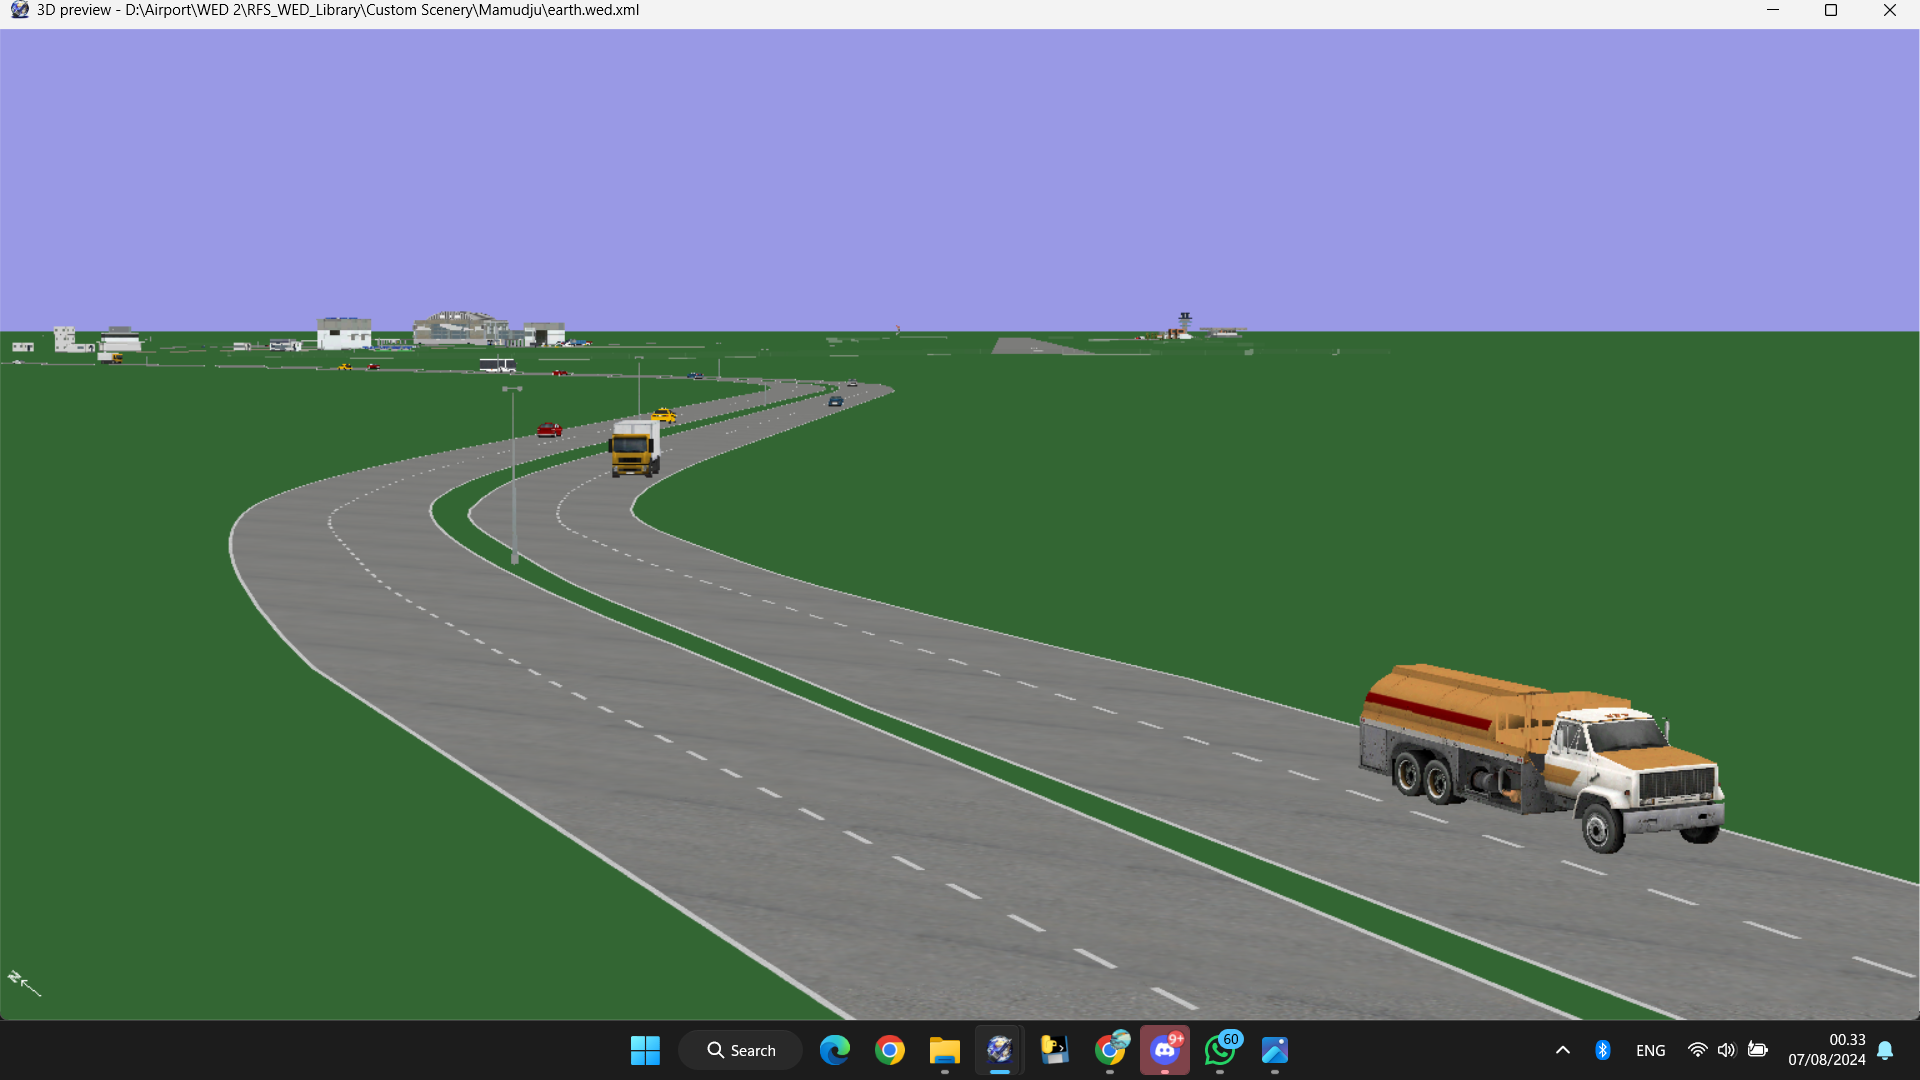 3D preview - D:\Airport\WED 2\RFS_WED_Library\Custom Scenery\Mamudju\earth.wed.xml
N
Search
9+
60
ENG
00.33
07/08/2024